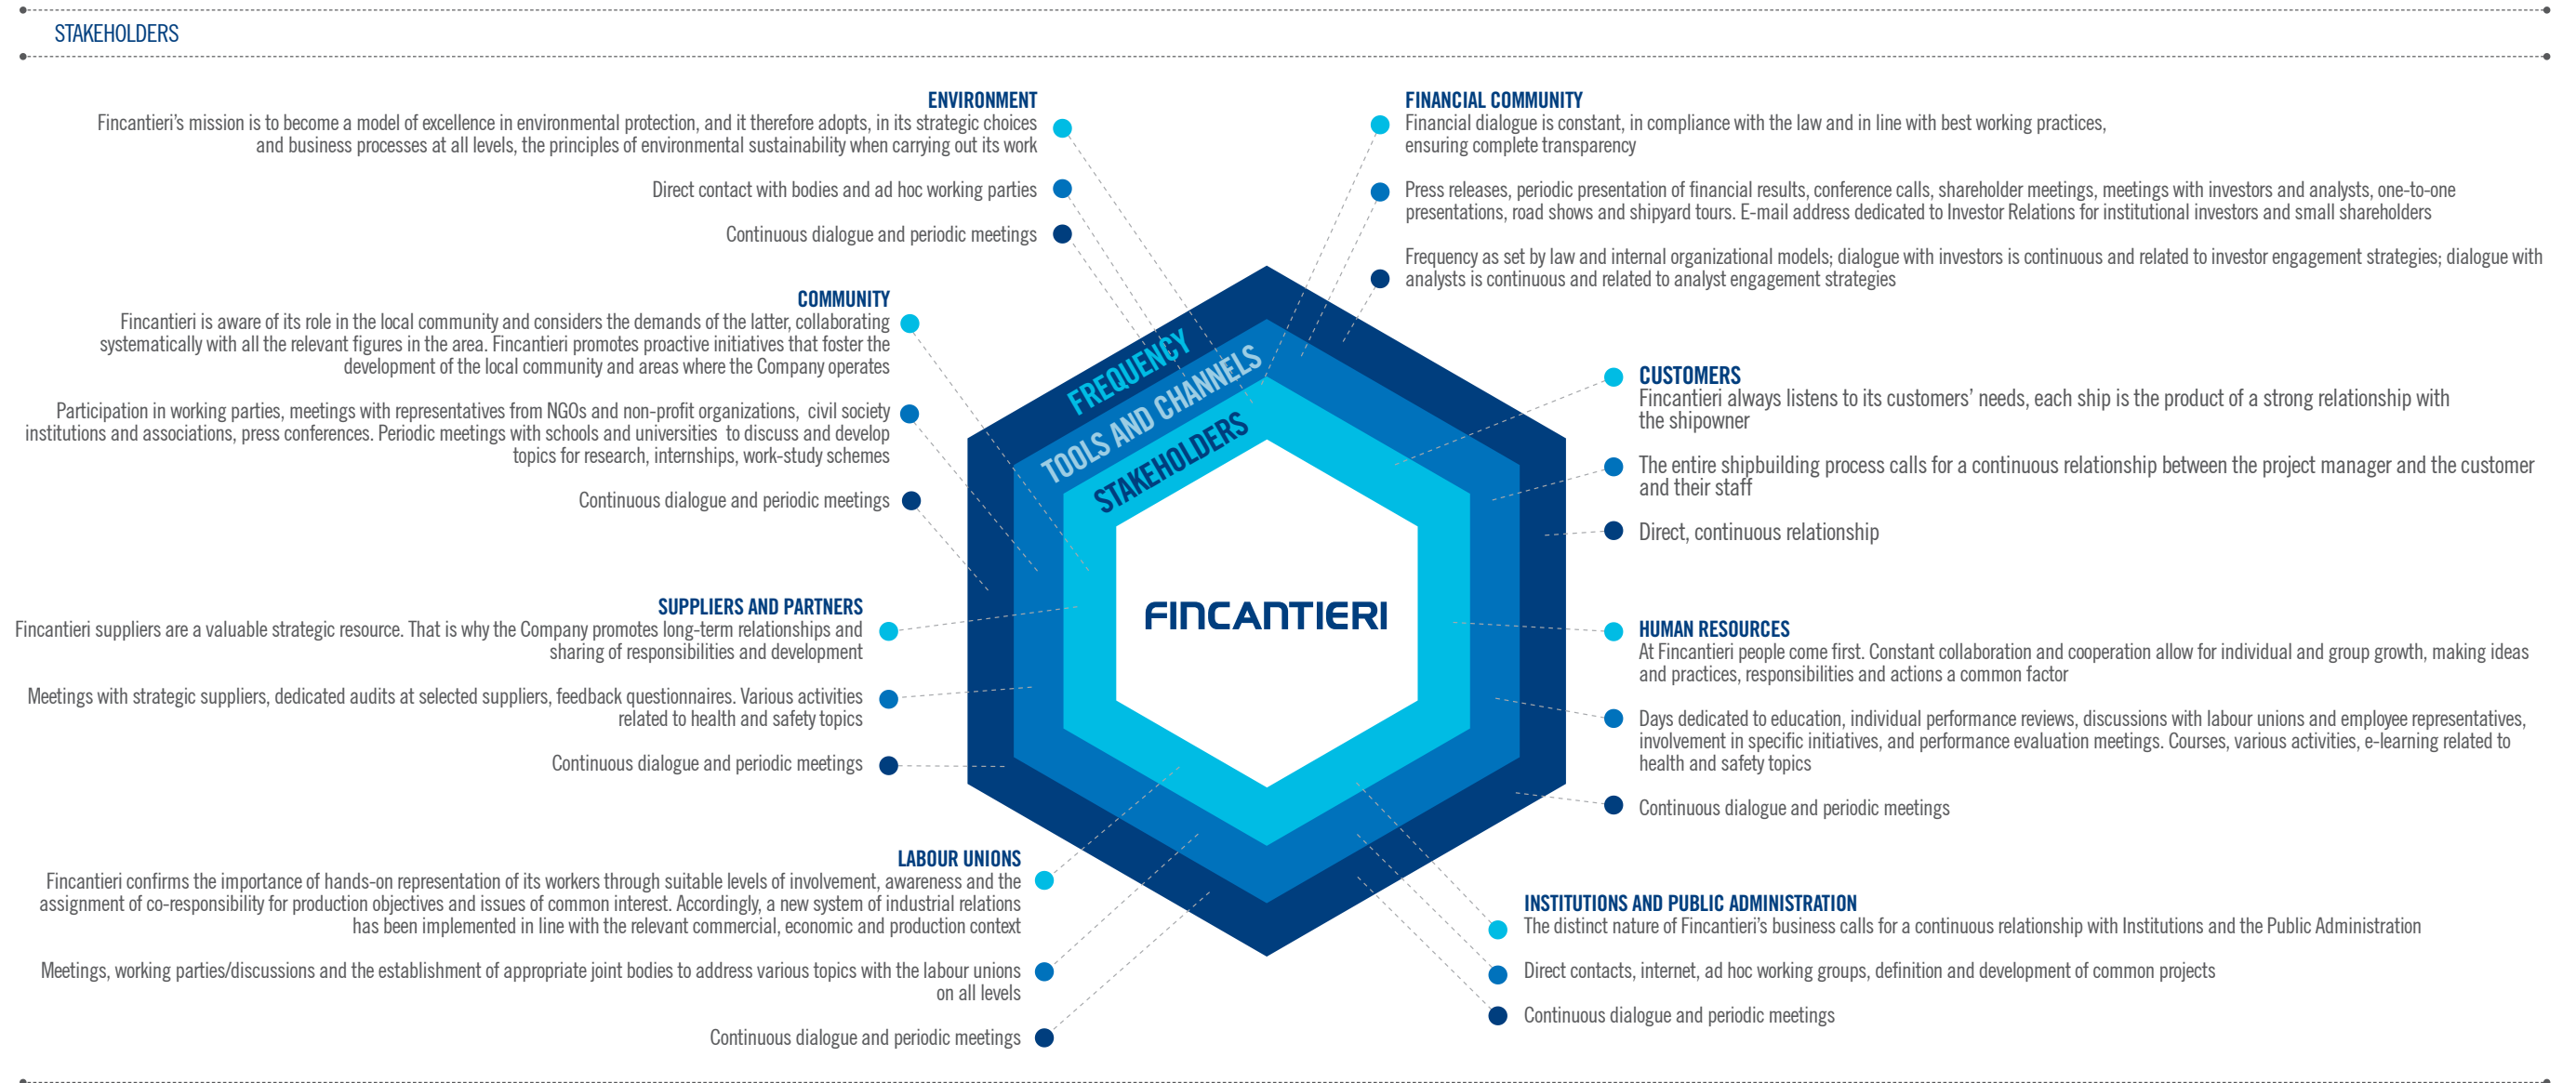 STAKEHOLDERS
ENVIRONMENT
Fincantieri’s mission is to become a model of excellence in environmental protection, and it therefore adopts, in its strategic choices
and business processes at all levels, the principles of environmental sustainability when carrying out its work
Direct contact with bodies and ad hoc working parties
Continuous dialogue and periodic meetings
COMMUNITY
Fincantieri is aware of its role in the local community and considers the demands of the latter, collaborating
systematically with all the relevant figures in the area. Fincantieri promotes proactive initiatives that foster the
development of the local community and areas where the Company operates
Participation in working parties, meetings with representatives from NGOs and non-profit organizations, civil society
institutions and associations, press conferences. Periodic meetings with schools and universities to discuss and develop
topics for research, internships, work-study schemes
Continuous dialogue and periodic meetings
SUPPLIERS AND PARTNERS
Fincantieri suppliers are a valuable strategic resource. That is why the Company promotes long-term relationships and
sharing of responsibilities and development
Meetings with strategic suppliers, dedicated audits at selected suppliers, feedback questionnaires. Various activities
related to health and safety topics
Continuous dialogue and periodic meetings
LABOUR UNIONS
Fincantieri confirms the importance of hands-on representation of its workers through suitable levels of involvement, awareness and the
assignment of co-responsibility for production objectives and issues of common interest. Accordingly, a new system of industrial relations
has been implemented in line with the relevant commercial, economic and production context
Meetings, working parties/discussions and the establishment of appropriate joint bodies to address various topics with the labour unions
on all levels
Continuous dialogue and periodic meetings
FREQUENCY
TOOLS AND CHANNELS
STAKEHOLDERS
FINCANTIERI
FINANCIAL COMMUNITY
Financial dialogue is constant, in compliance with the law and in line with best working practices,
ensuring complete transparency
Press releases, periodic presentation of financial results, conference calls, shareholder meetings, meetings with investors and analysts, one-to-one
presentations, road shows and shipyard tours. E-mail address dedicated to Investor Relations for institutional investors and small shareholders
Frequency as set by law and internal organizational models; dialogue with investors is continuous and related to investor engagement strategies; dialogue with
analysts is continuous and related to analyst engagement strategies
CUSTOMERS
Fincantieri always listens to its customers’ needs, each ship is the product of a strong relationship with
the shipowner
The entire shipbuilding process calls for a continuous relationship between the project manager and the customer
and their staff
Direct, continuous relationship
HUMAN RESOURCES
At Fincantieri people come first. Constant collaboration and cooperation allow for individual and group growth, making ideas
and practices, responsibilities and actions a common factor
Days dedicated to education, individual performance reviews, discussions with labour unions and employee representatives,
involvement in specific initiatives, and performance evaluation meetings. Courses, various activities, e-learning related to
health and safety topics
Continuous dialogue and periodic meetings
INSTITUTIONS AND PUBLIC ADMINISTRATION
The distinct nature of Fincantieri’s business calls for a continuous relationship with Institutions and the Public Administration
Direct contacts, internet, ad hoc working groups, definition and development of common projects
Continuous dialogue and periodic meetings